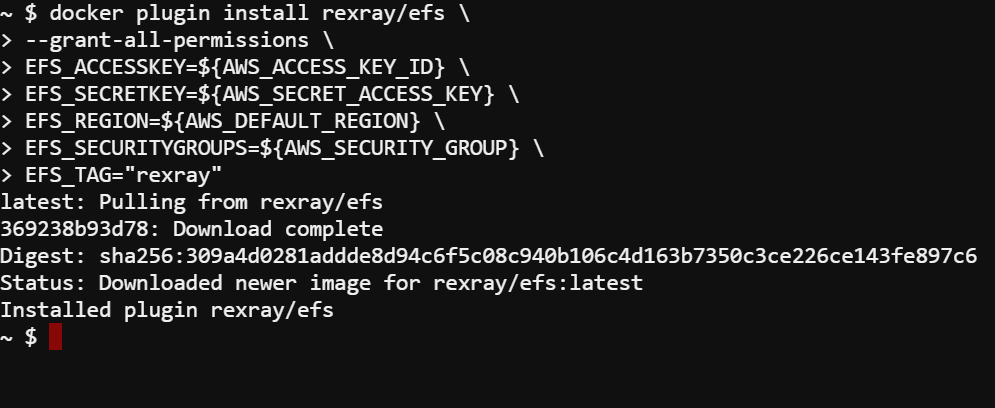 ~ $ docker plugin install rexray/efs \
> --grant-all-permissions \
> EFS_ACCESSKEY=${AWS_ACCESS_KEY_ID} \
> EFS_SECRETKEY=${AWS_SECRET_ACCESS_KEY} \
> EFS_REGION=${AWS_DEFAULT_REGION} \
> EFS_SECURITYGROUPS=${AWS_SECURITY_GROUP} \
> EFS_TAG="rexray"
latest: Pulling from rexray/efs
369238b93d78: Download complete
Digest: sha256:309a4d0281addde8d94c6f5c08c940b106c4d163b7350c3ce226ce143fe897c6
Status: Downloaded newer image for rexray/efs:latest
Installed plugin rexray/efs
~ $